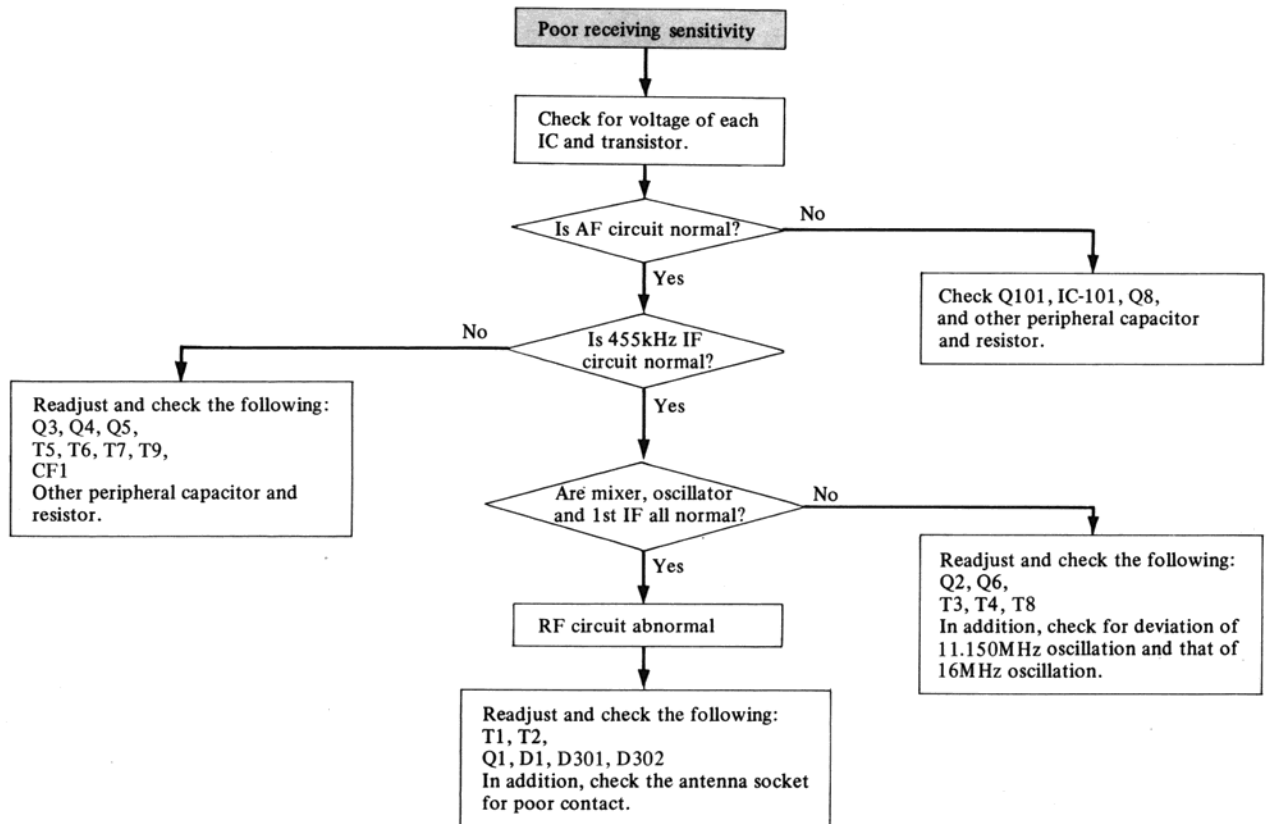 Poor receiving sensitivity
Check for voltage of each
IC and transistor.
Is AF circuit normal?
No
Yes
Check Q101, IC-101, Q8,
and other peripheral capacitor
and resistor.
No
Is 455kHz IF
circuit normal?
Yes
Readjust and check the following:
Q3, Q4, Q5,
T5, T6, T7, T9,
CF1
Other peripheral capacitor and
resistor.
Are mixer, oscillator
and 1st IF all normal?
No
Yes
Readjust and check the following:
Q2, Q6,
T3, T4, T8
In addition, check for deviation of
11.150MHz oscillation and that of
16MHz oscillation.
RF circuit abnormal
Readjust and check the following:
T1, T2,
Q1, D1, D301, D302
In addition, check the antenna socket
for poor contact.